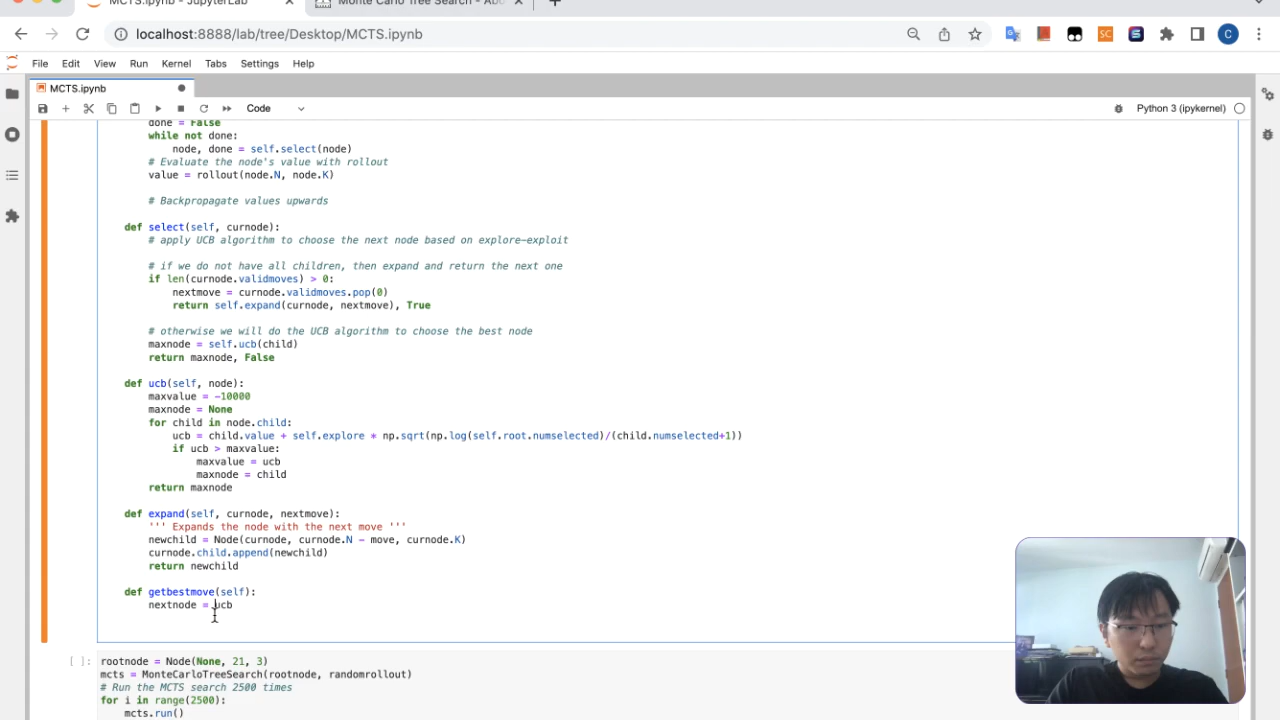 MCTS.ipynb - JupyterLab
Monte Carlo Tree Search - Abo
localhost:8888/lab/tree/Desktop/MCTS.ipynb
SC
S
C
File Edit View Run Kernel Tabs Settings Help
MCTS.ipynb
Code
Python 3 (ipykernel)
done = False
while not done:
node, done = self.select(node)
# Evaluate the node's value with rollout
value = rollout(node.N, node.K)
# Backpropagate values upwards
def select(self, curnode):
# apply UCB algorithm to choose the next node based on explore-exploit
# if we do not have all children, then expand and return the next one
if len(curnode.validmoves) > 0:
nextmove = curnode.validmoves.pop(0)
return self.expand(curnode, nextmove), True
# otherwise we will do the UCB algorithm to choose the best node
maxnode = self.ucb(child)
return maxnode, False
def ucb(self, node):
maxvalue = -10000
maxnode = None
for child in node.child:
ucb = child.value + self.explore * np.sqrt(np.log(self.root.numselected)/(child.numselected+1))
if ucb > maxvalue:
maxvalue = ucb
maxnode = child
return maxnode
def expand(self, curnode, nextmove):
''' Expands the node with the next move '''
newchild = Node(curnode, curnode.N - move, curnode.K)
curnode.child.append(newchild)
return newchild
def getbestmove(self):
nextnode = ucb
[ ]: rootnode = Node(None, 21, 3)
mcts = MonteCarloTreeSearch(rootnode, randomrollout)
# Run the MCTS search 2500 times
for i in range(2500):
mcts.run()